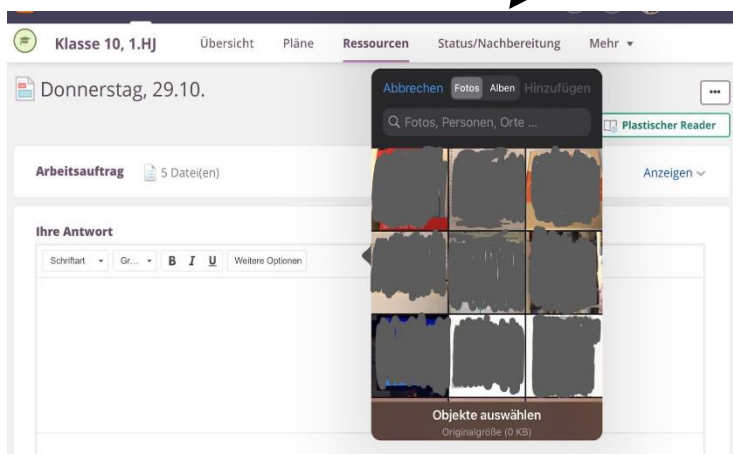 Klasse 10, 1.HJ Übersicht Pläne Ressourcen Status/Nachbereitung Mehr
Donnerstag, 29.10.
Abbrechen Fotos Alben Hinzufügen
Fotos, Personen, Orte ...
Plastischer Reader
Arbeitsauftrag 5 Datei(en) Anzeigen
Ihre Antwort
Schriftart Gr... B I U Weitere Optionen
Objekte auswählen
Originalgröße (0 KB)